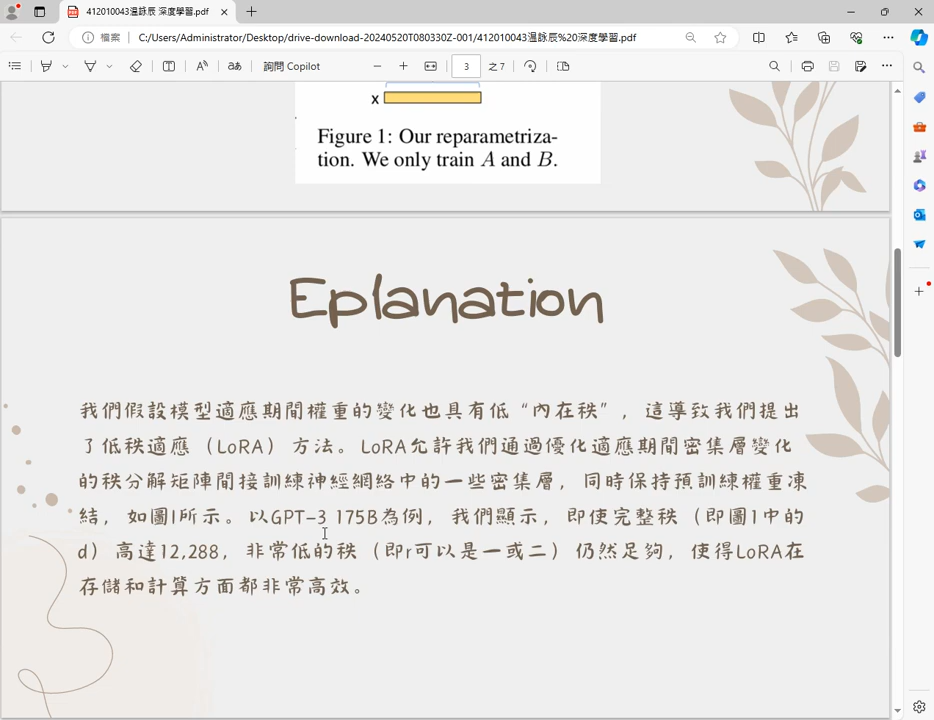 412010043溫詠辰 深度學習.pdf
檔案 C:/Users/Administrator/Desktop/drive-download-20240520T080330Z-001/412010043溫詠辰%20深度學習.pdf
詢問 Copilot
3
之 7
x
Figure 1: Our reparametriza-
tion. We only train A and B.
Eplanation
我們假設模型適應期間權重的變化也具有低“內在秩”，這導致我們提出
了低秩適應（LoRA）方法。LoRA允許我們通過優化適應期間密集層變化
的秩分解矩陣間接訓練神經網絡中的一些密集層，同時保持預訓練權重凍
結，如圖1所示。以GPT-3 175B為例，我們顯示，即使完整秩（即圖1中的
d）高達12,288，非常低的秩（即r可以是一或二）仍然足夠，使得LoRA在
存儲和計算方面都非常高效。